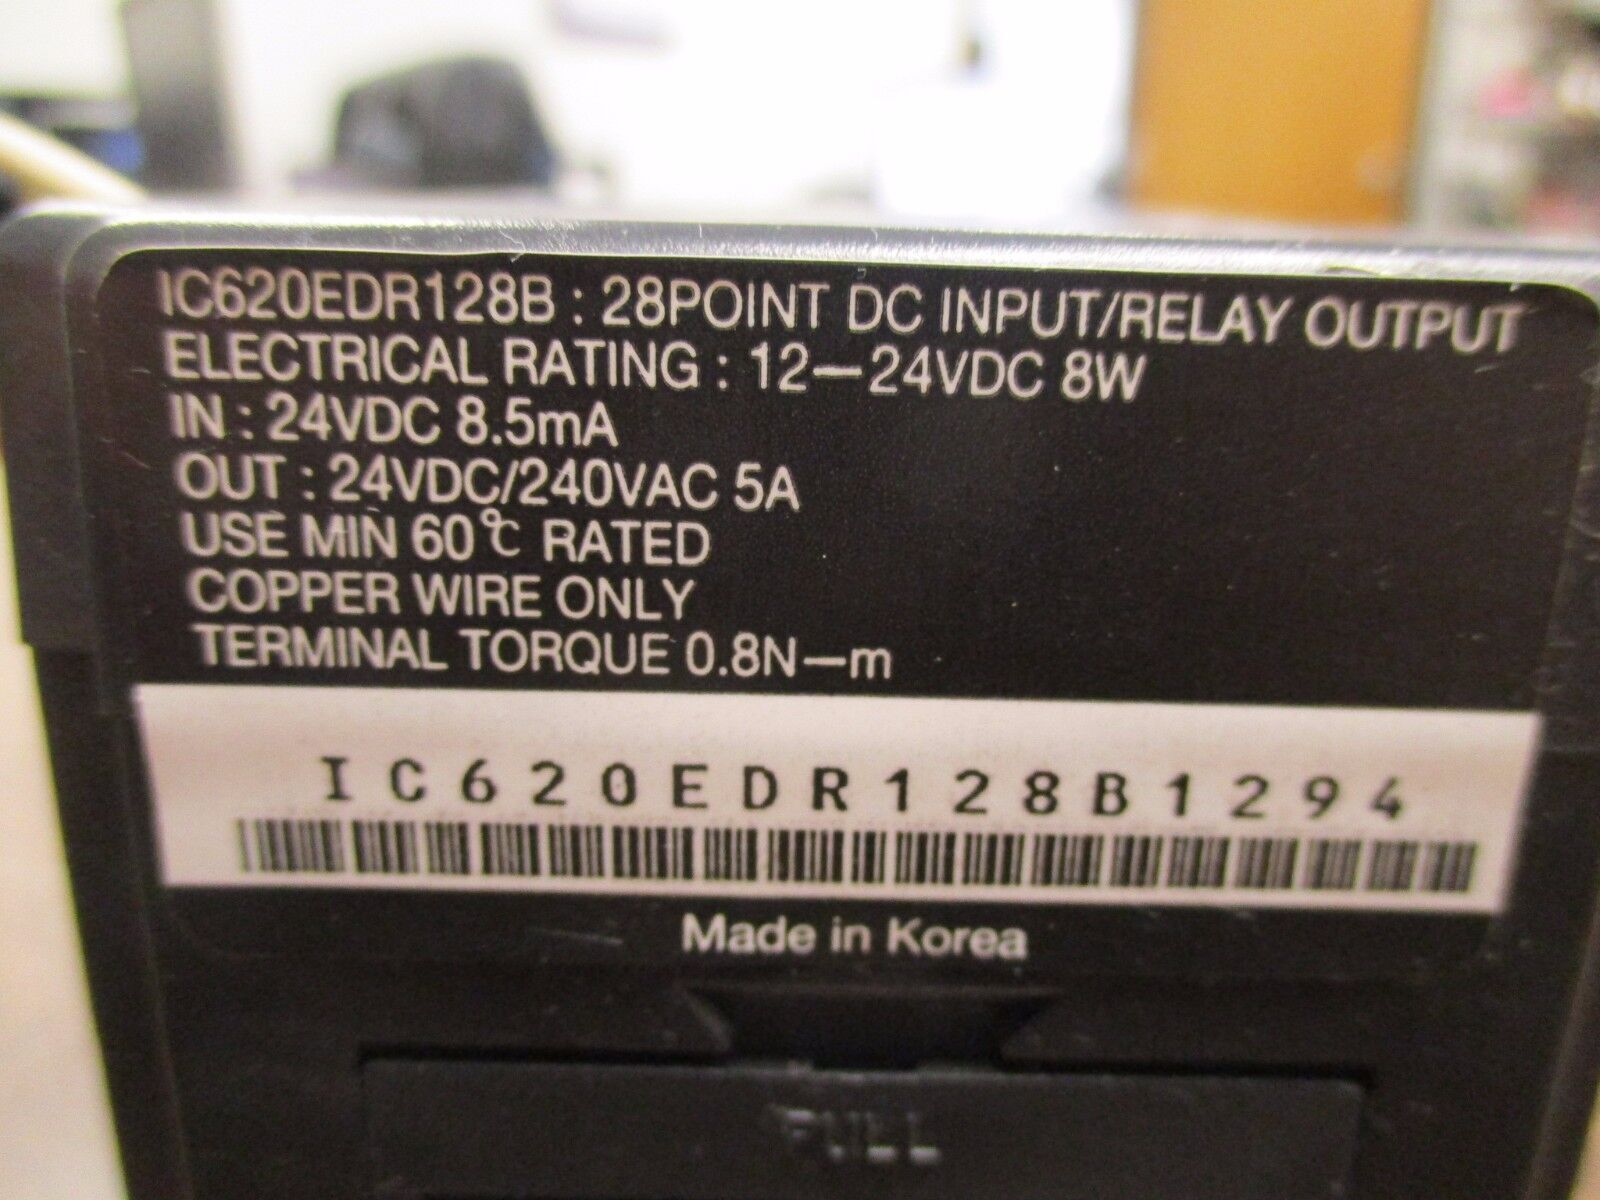 IC620EDR128B : 28POINT DC INPUT/RELAY OUTPUT
ELECTRICAL RATING : 12—24VDC 8W
IN : 24VDC 8.5mA
OUT : 24VDC/240VAC 5A
USE MIN 60℃ RATED
COPPER WIRE ONLY
TERMINAL TORQUE 0.8N—m
IC620EDR128B1294
Made in Korea
PULL